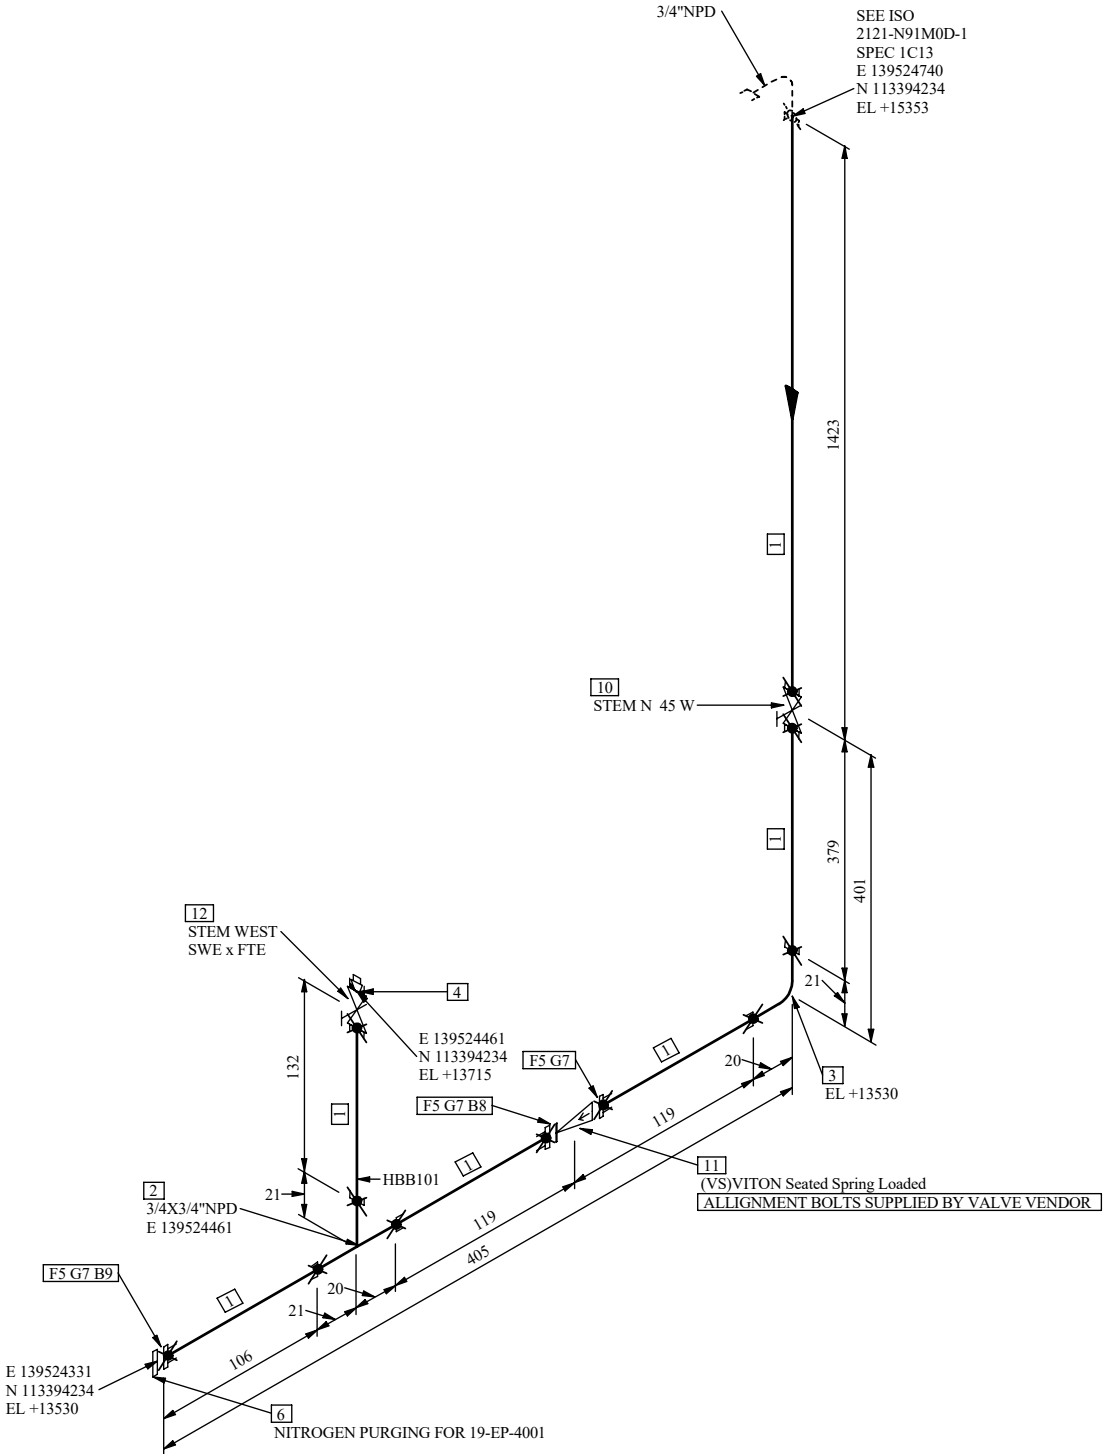 3/4"NPD
SEE ISO
2121-N91M0D-1
SPEC 1C13
E 139524740
N 113394234
EL +15353
1423
1
10
STEM N 45 W
1
379
401
21
12
STEM WEST
SWE x FTE
4
E 139524461
N 113394234
EL +13715
132
1
21
HBB101
2
3/4X3/4"NPD
E 139524461
F5 G7
F5 G7 B8
1
20
3
EL +13530
119
1
11
(VS)VITON Seated Spring Loaded
ALLIGNMENT BOLTS SUPPLIED BY VALVE VENDOR
119
405
F5 G7 B9
1
20
21
106
E 139524331
N 113394234
EL +13530
6
NITROGEN PURGING FOR 19-EP-4001